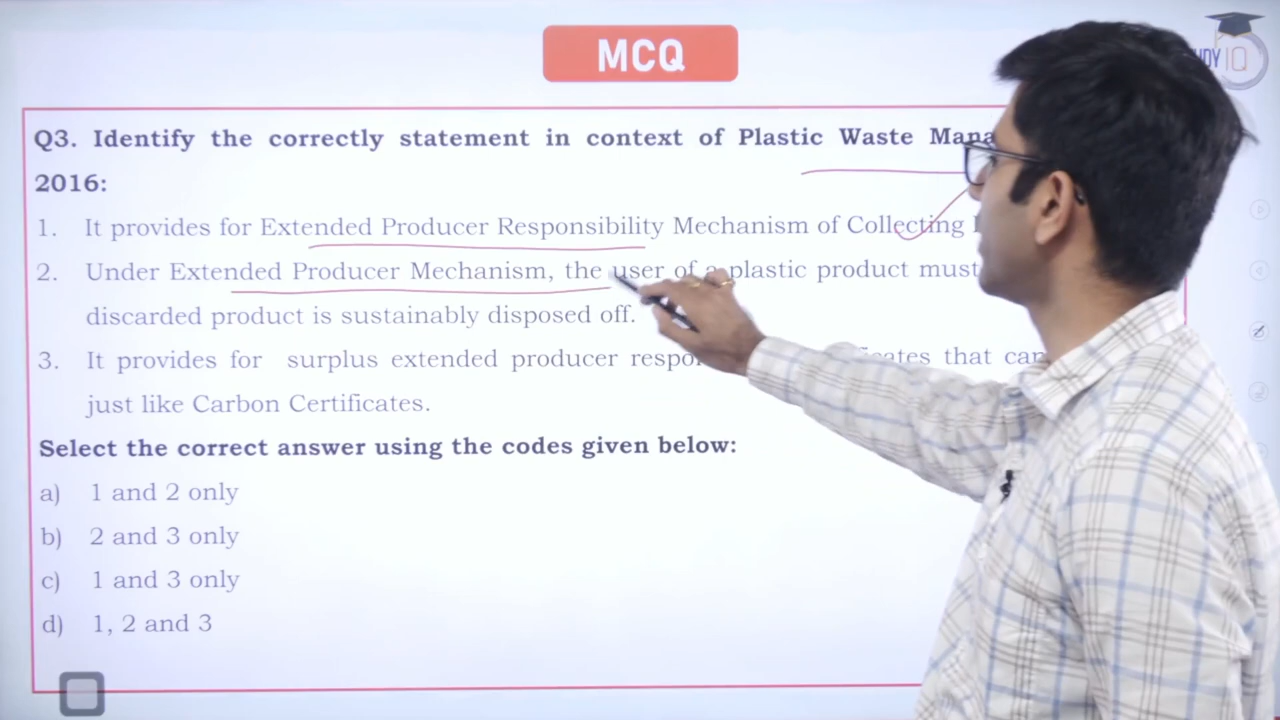 MCQ
IQ
Q3. Identify the correctly statement in context of Plastic Waste
2016:
1. It provides for Extended Producer Responsibility Mechanism of Collecting
2. Under Extended Producer Mechanism, the user of a plastic product must
discarded product is sustainably disposed off.
3. It provides for surplus extended producer that
just like Carbon Certificates.
Select the correct answer using the codes given below:
a) 1 and 2 only
b) 2 and 3 only
c) 1 and 3 only
d) 1, 2 and 3